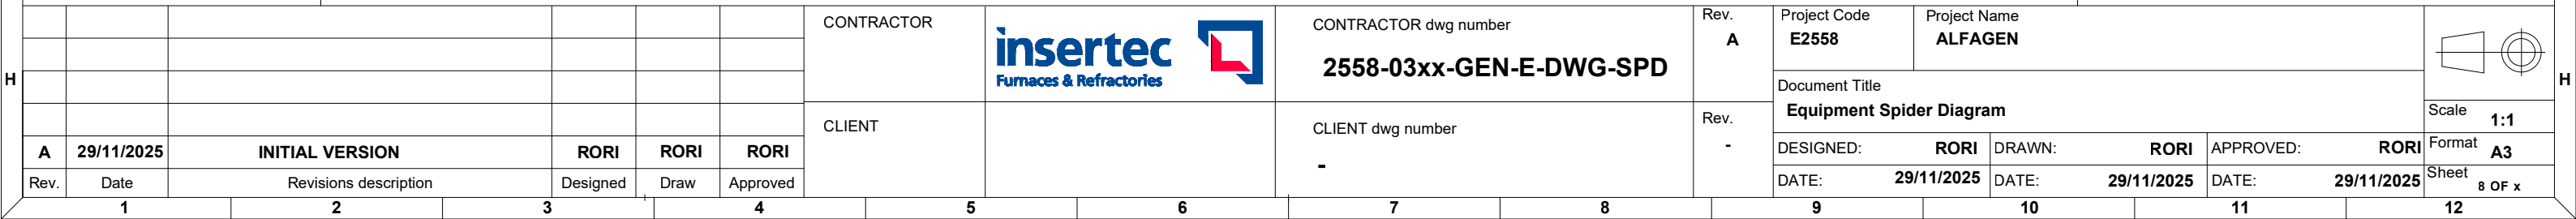 H
CONTRACTOR
insertec
Furnaces & Refractories
CONTRACTOR dwg number
2558-03xx-GEN-E-DWG-SPD
Rev.
A
Project Code
E2558
Project Name
ALFAGEN
Document Title
Equipment Spider Diagram
H
CLIENT
CLIENT dwg number
-
Rev.
-
Scale
1:1
A 29/11/2025 INITIAL VERSION RORI RORI RORI
Rev. Date Revisions description Designed Draw Approved
DESIGNED: RORI DRAWN: RORI APPROVED: RORI
DATE: 29/11/2025 DATE: 29/11/2025 DATE: 29/11/2025
Format
A3
Sheet
8 OF x
1 2 3 4 5 6 7 8 9 10 11 12